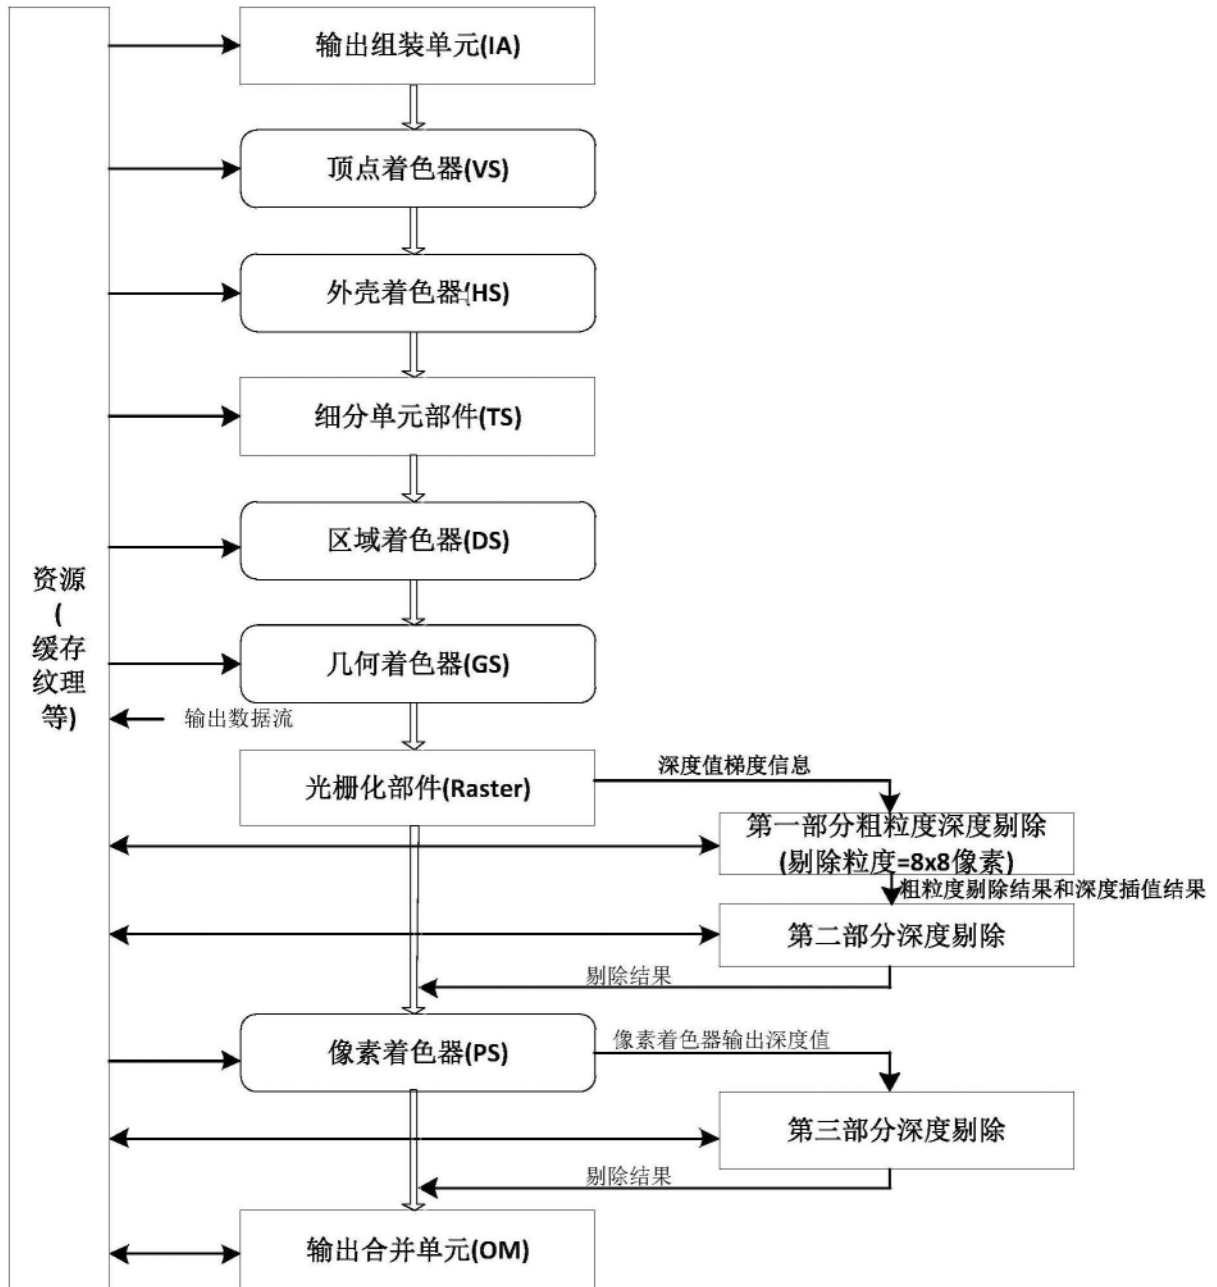 输出组装单元(IA)
顶点着色器(VS)
外壳着色器(HS)
细分单元部件(TS)
区域着色器(DS)
资源
(
缓存
纹理
等)
几何着色器(GS)
输出数据流
光栅化部件(Raster)
深度值梯度信息
第一部分粗粒度深度剔除
(剔除粒度=8x8像素)
粗粒度剔除结果和深度插值结果
第二部分深度剔除
剔除结果
像素着色器(PS)
像素着色器输出深度值
第三部分深度剔除
剔除结果
输出合并单元(OM)